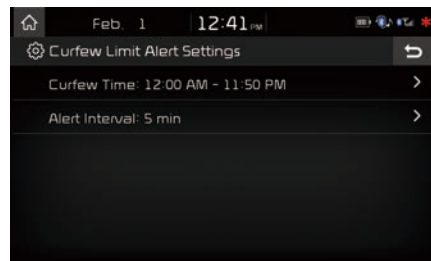 Feb. 1 12:41 PM
Curfew Limit Alert Settings
Curfew Time: 12:00 AM - 11:50 PM
Alert Interval: 5 min